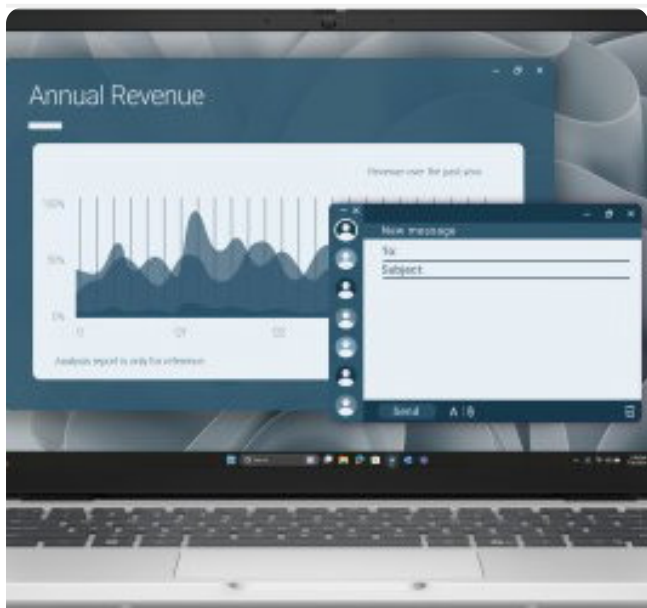 Annual Revenue
Revenue over the past year
100%
50%
0%
0
Q1
Q2
Analysis report is only for reference
New message
To:
Subject:
Send
A